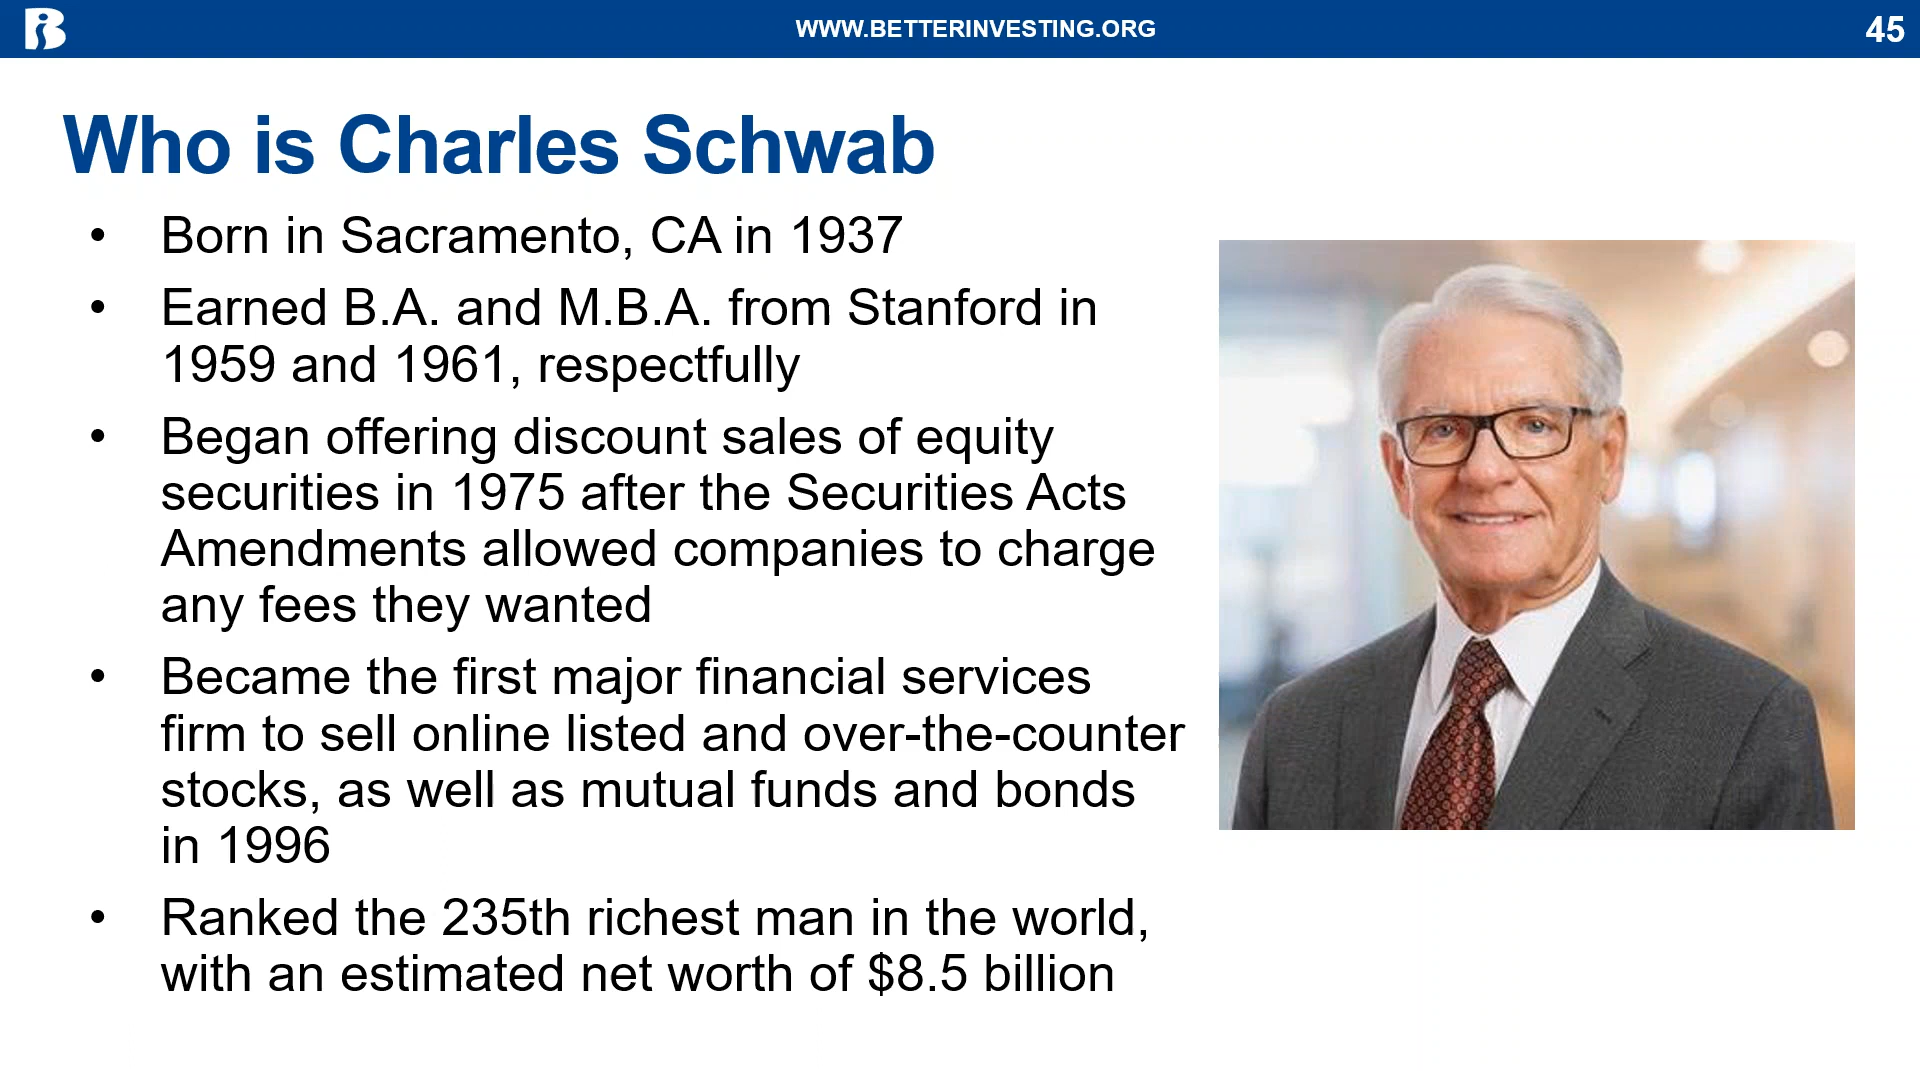 WWW.BETTERINVESTING.ORG
45
Who is Charles Schwab
• Born in Sacramento, CA in 1937
• Earned B.A. and M.B.A. from Stanford in
1959 and 1961, respectfully
• Began offering discount sales of equity
securities in 1975 after the Securities Acts
Amendments allowed companies to charge
any fees they wanted
• Became the first major financial services
firm to sell online listed and over-the-counter
stocks, as well as mutual funds and bonds
in 1996
• Ranked the 235th richest man in the world,
with an estimated net worth of $8.5 billion